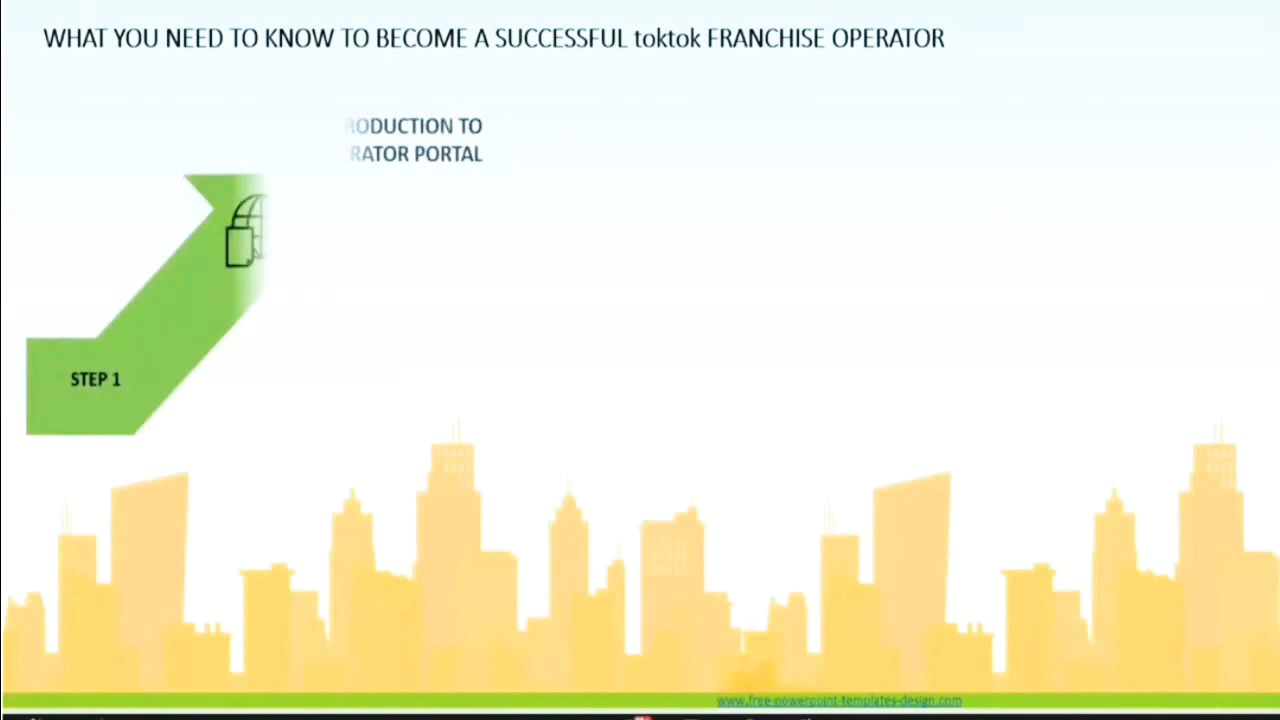 WHAT YOU NEED TO KNOW TO BECOME A SUCCESSFUL toktok FRANCHISE OPERATOR
RODUCTION TO
RATOR PORTAL
STEP 1
www.free-powerpoint-templates-design.com